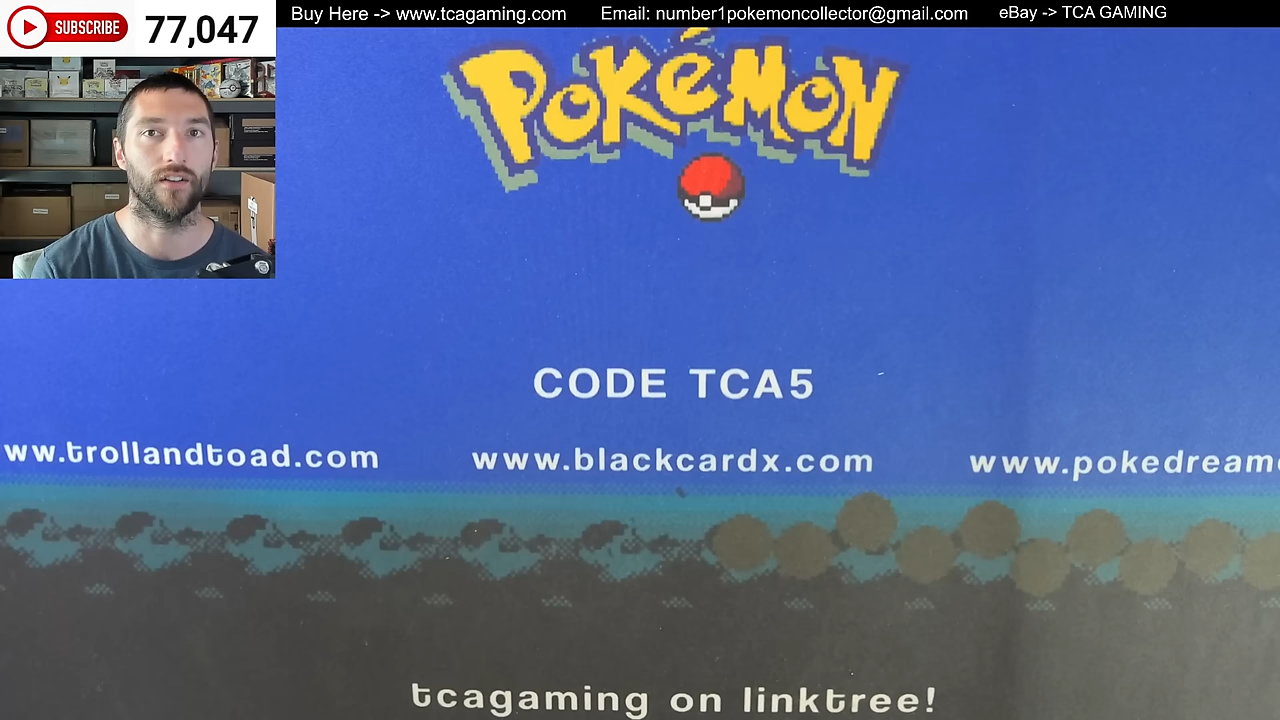 SUBSCRIBE 77,047
Buy Here -> www.tcagaming.com Email: number1pokemoncollector@gmail.com eBay -> TCA GAMING
POKéMON
CODE TCA5
ww.trollandtoad.com www.blackcardx.com www.pokedream
tcagaming on linktree!